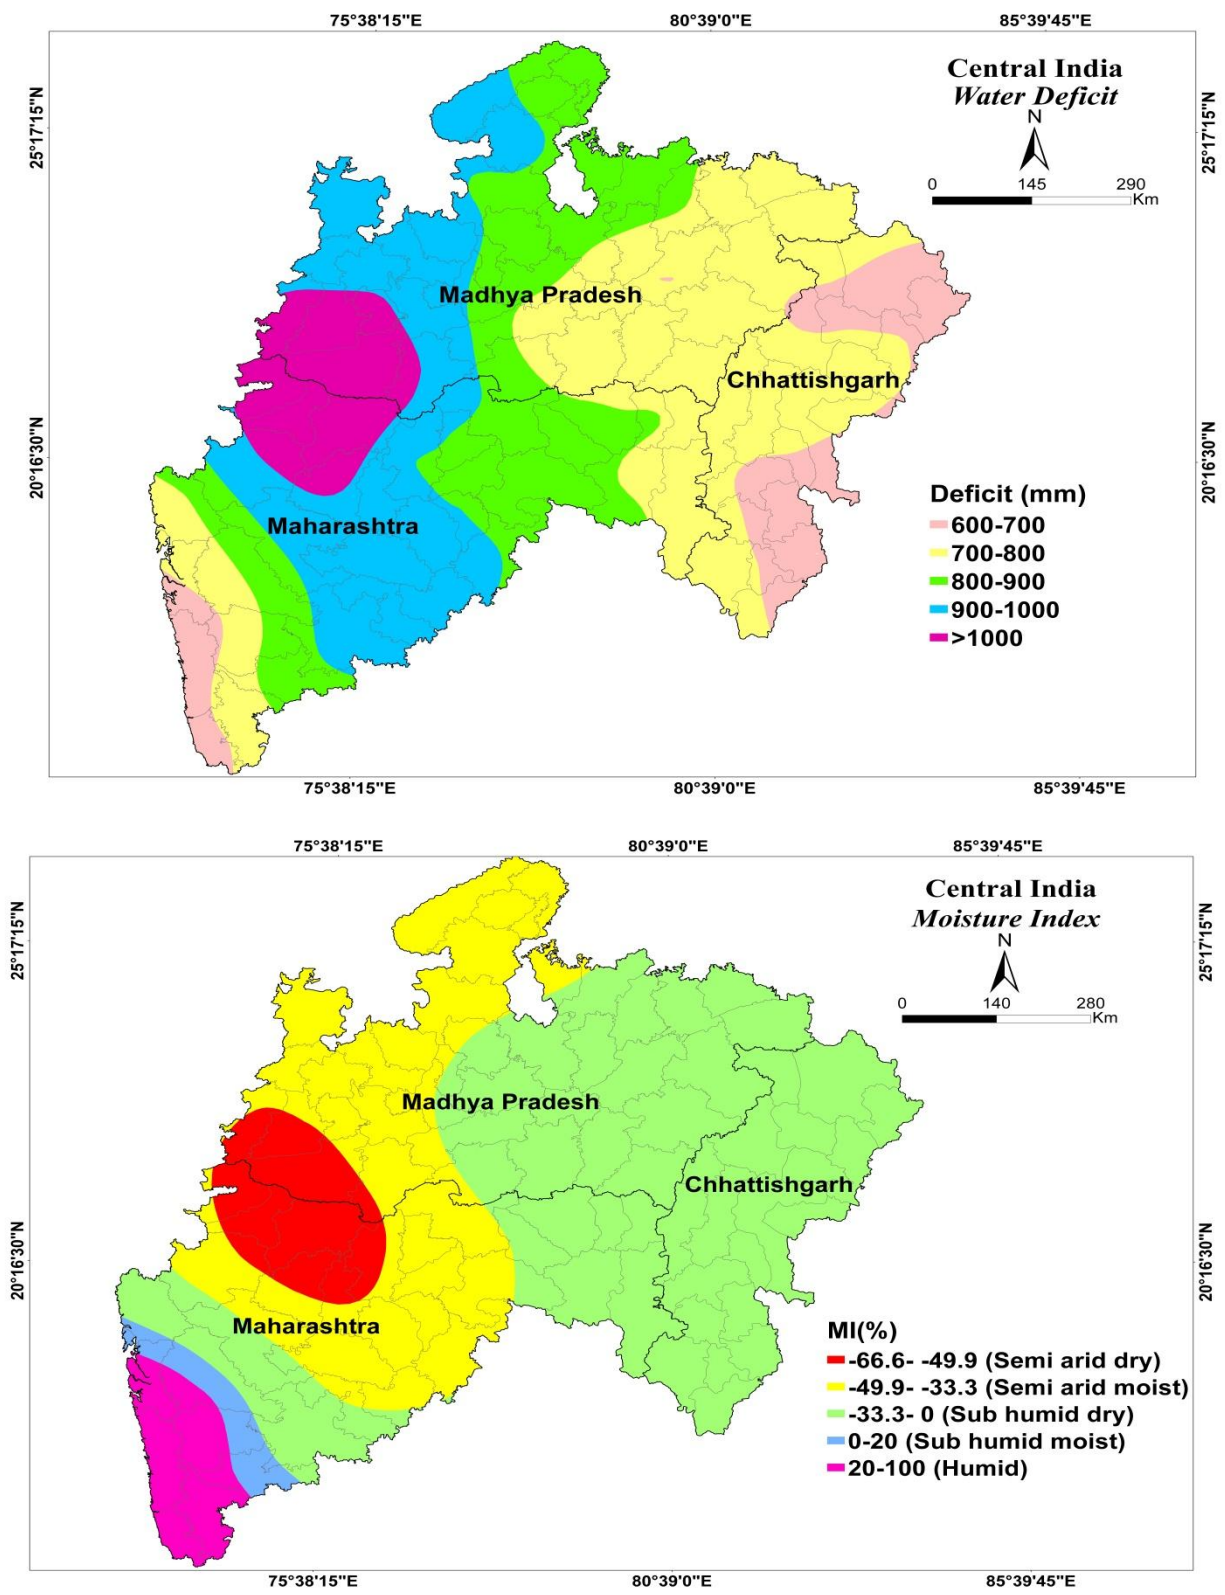 75°38'15"E 80°39'0"E 85°39'45"E
Central India
Water Deficit
N
0 145 290
Km
25°17'15"N 25°17'15"N
Madhya Pradesh
Chhattishgarh
20°16'30"N 20°16'30"N
Maharashtra
Deficit (mm)
600-700
700-800
800-900
900-1000
>1000
75°38'15"E 80°39'0"E 85°39'45"E
75°38'15"E 80°39'0"E 85°39'45"E
Central India
Moisture Index
N
0 140 280
Km
25°17'15"N 25°17'15"N
Madhya Pradesh
Chhattishgarh
20°16'30"N 20°16'30"N
Maharashtra
MI(%)
-66.6- -49.9 (Semi arid dry)
-49.9- -33.3 (Semi arid moist)
-33.3- 0 (Sub humid dry)
0-20 (Sub humid moist)
20-100 (Humid)
75°38'15"E 80°39'0"E 85°39'45"E